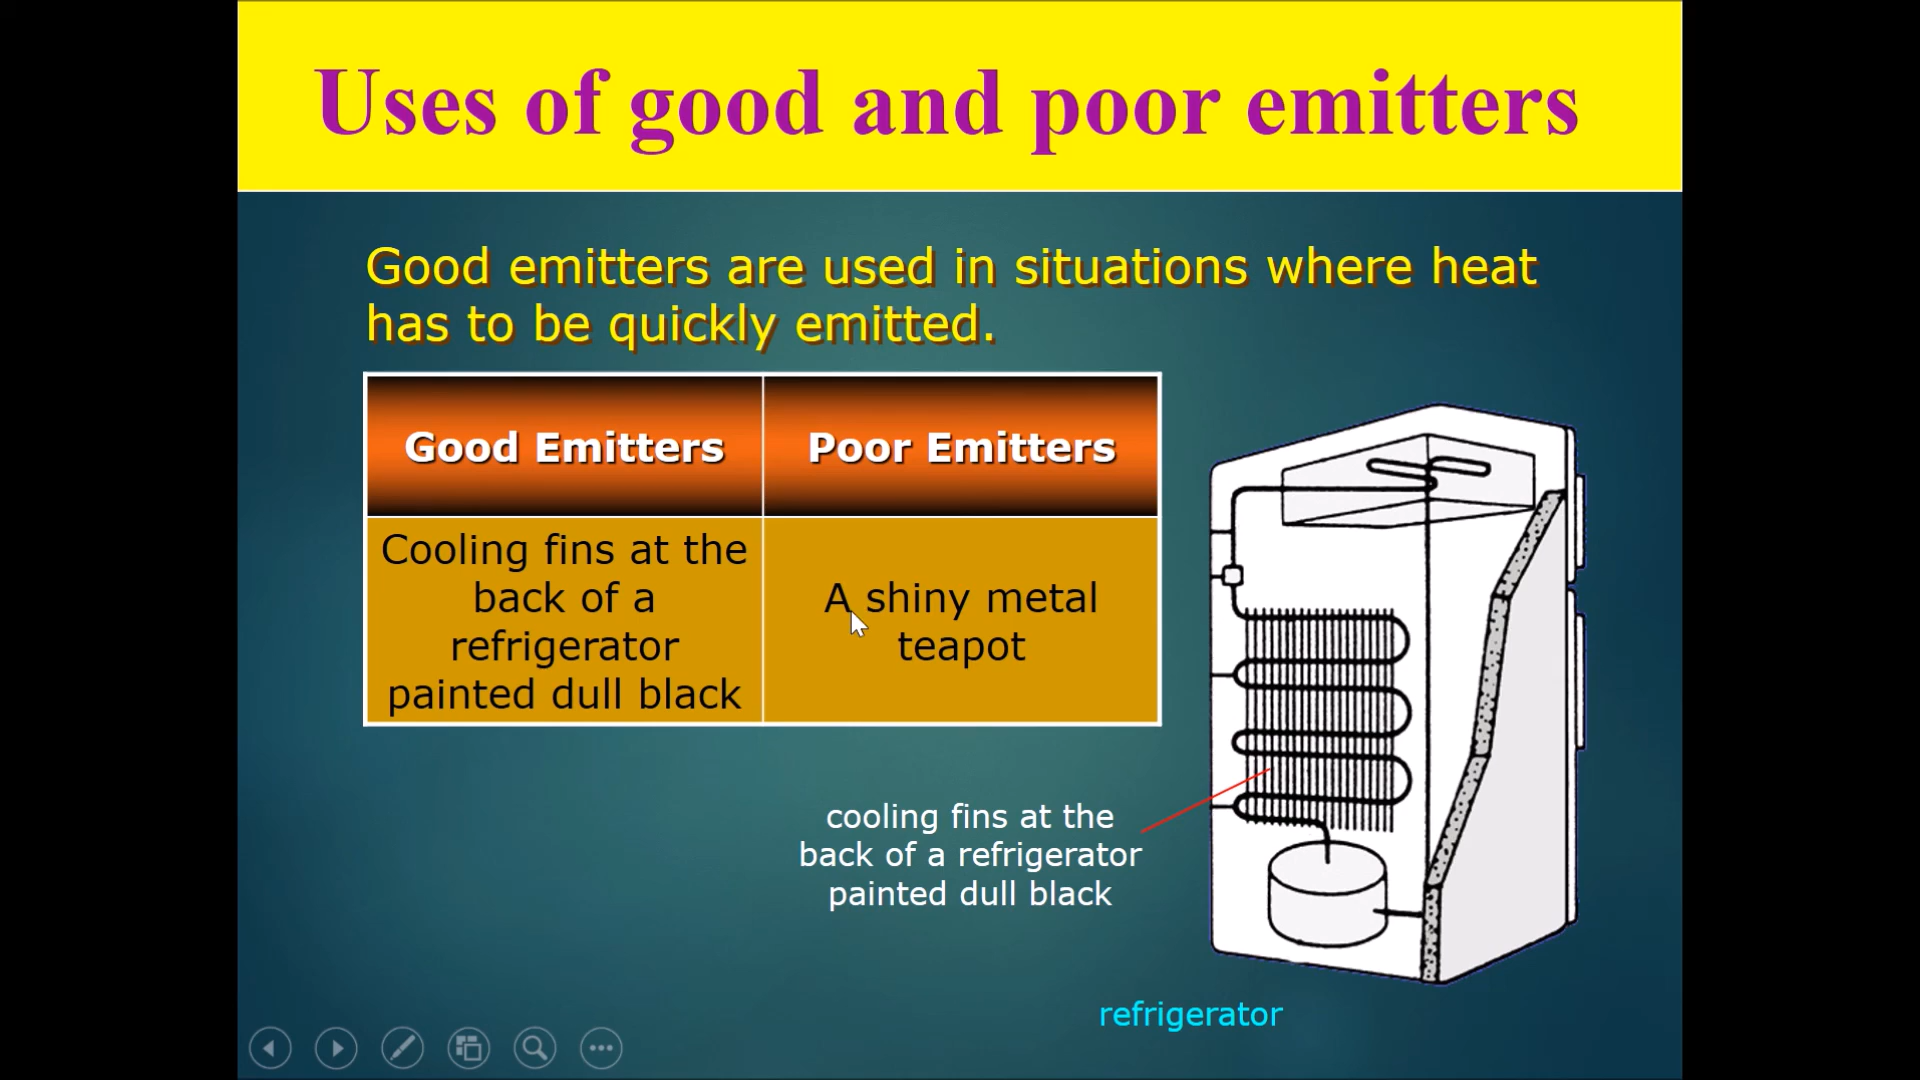 Uses of good and poor emitters
Good emitters are used in situations where heat
has to be quickly emitted.
Good Emitters
Poor Emitters
Cooling fins at the
back of a
refrigerator
painted dull black
A shiny metal
teapot
cooling fins at the
back of a refrigerator
painted dull black
refrigerator